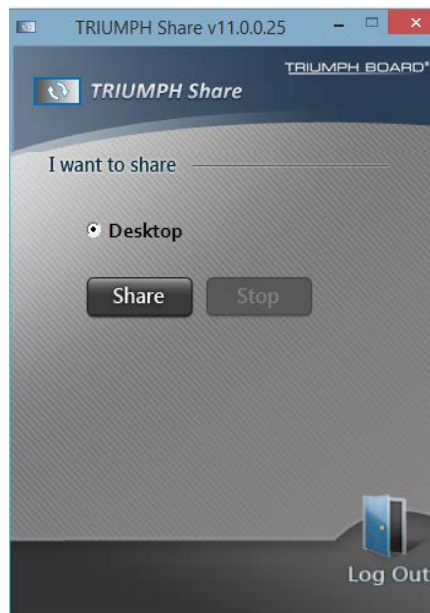 TRIUMPH Share v11.0.0.25
TRIUMPH BOARD®
TRIUMPH Share
I want to share
Desktop
Share Stop
Log Out